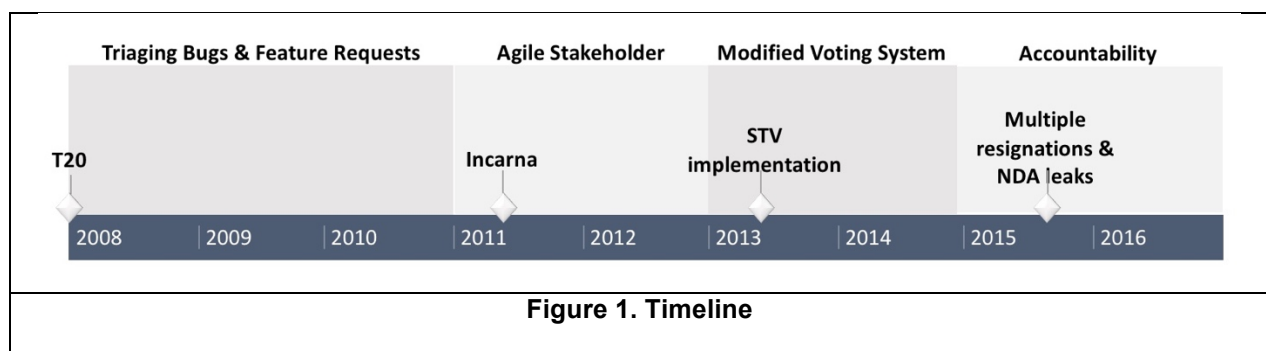 Triaging Bugs & Feature Requests Agile Stakeholder Modified Voting System Accountability
T20
Incarna
STV
implementation
Multiple
resignations &
NDA leaks
2008 2009 2010 2011 2012 2013 2014 2015 2016
Figure 1. Timeline